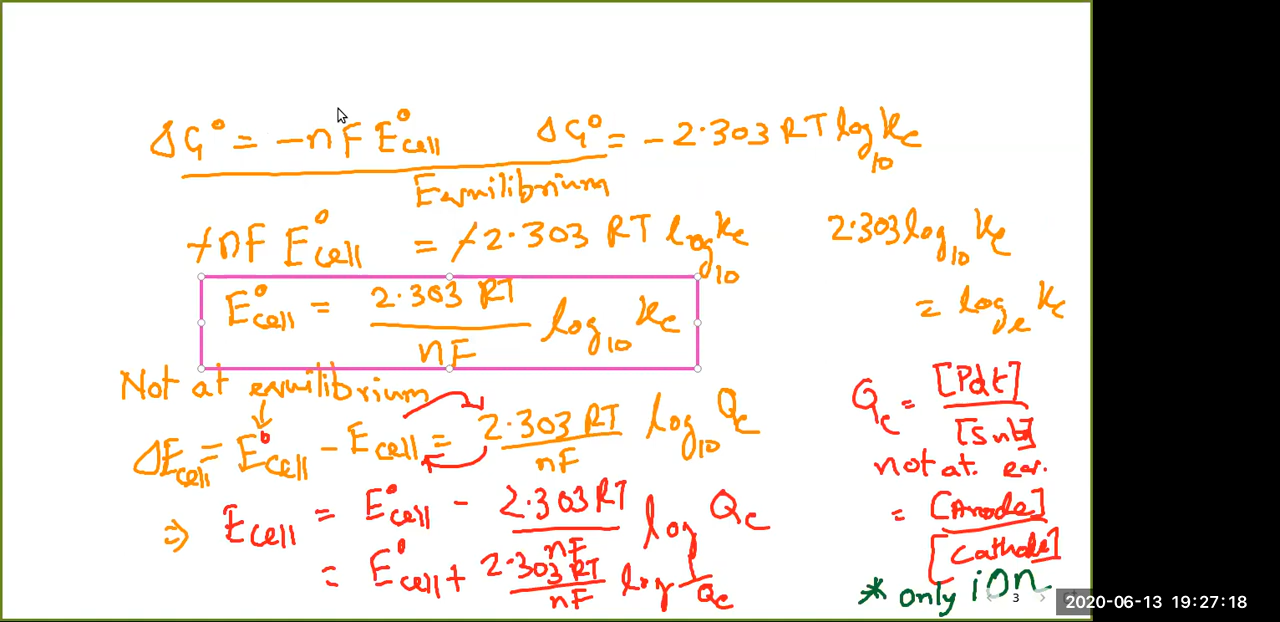 ΔG° = -nFE°cell    ΔG° = -2.303 RT log₁₀ Kc
Equilibrium
+nF E°cell = -2.303 RT log₁₀ Kc    2.303 log₁₀ Kc
E°cell = 2.303 RT / nF log₁₀ Kc    = logₑ Kc
Not at equilibrium
ΔEcell = E°cell - Ecell = 2.303 RT / nF log₁₀ Qc    Qc = [Pdt] / [Snt]
not at. eqr.
⇒ Ecell = E°cell - 2.303 RT / nF log Qc    = [Anode] / [Cathode]
= E°cell + 2.303 RT / nF log 1/Qc    * only ion
3
2020-06-13 19:27:18